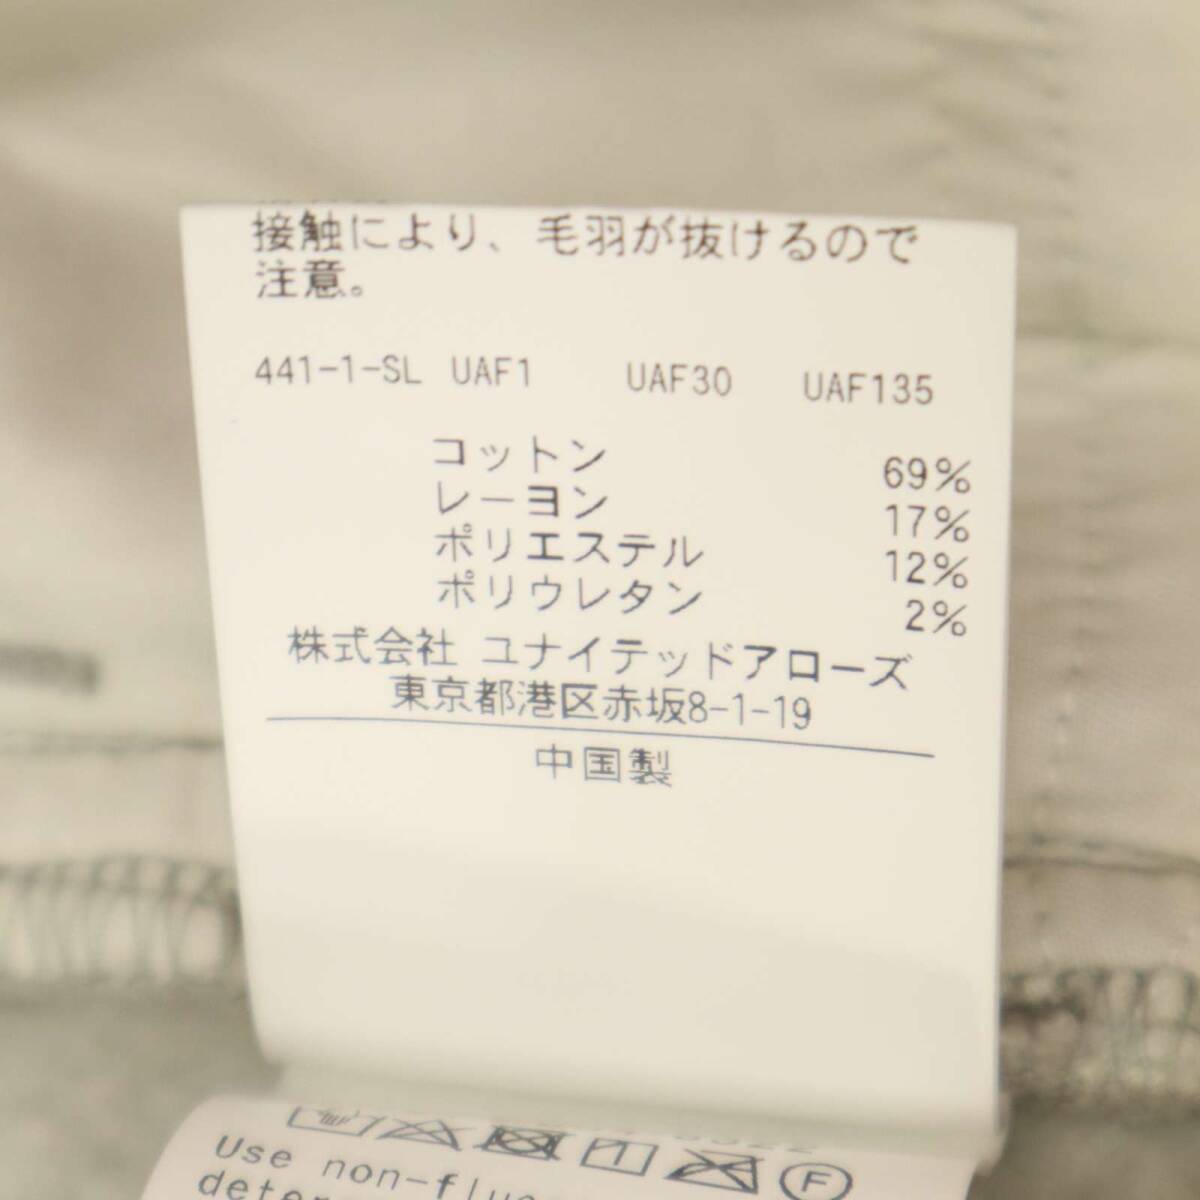 接触により、毛羽が抜けるので
注意。
441-1-SL UAF1 UAF30 UAF135
コットン 69%
レーヨン 17%
ポリエステル 12%
ポリウレタン 2%
株式会社 ユナイテッドアローズ
東京都港区赤坂8-1-19
中国製
F
Use non-fluo
deter